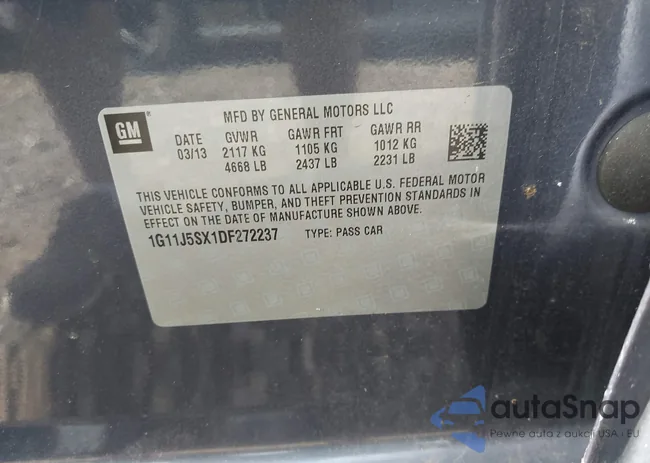 MFD BY GENERAL MOTORS LLC
GM
DATE GVWR GAWR FRT GAWR RR
03/13 2117 KG 1105 KG 1012 KG
4668 LB 2437 LB 2231 LB
THIS VEHICLE CONFORMS TO ALL APPLICABLE U.S. FEDERAL MOTOR
VEHICLE SAFETY, BUMPER, AND THEFT PREVENTION STANDARDS IN
EFFECT ON THE DATE OF MANUFACTURE SHOWN ABOVE.
1G11J5SX1DF272237 TYPE: PASS CAR
autoSnap
Pewne auta z aukcji USA i EU